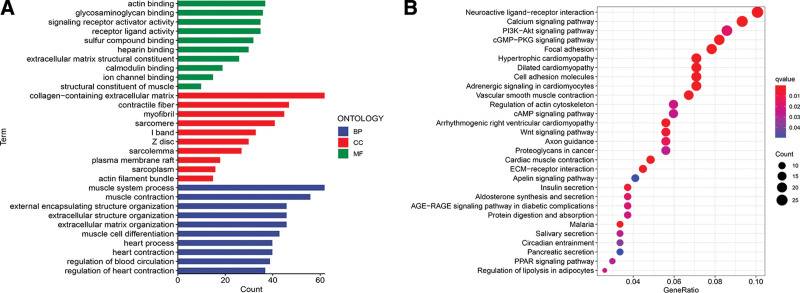 A
actin binding
glycosaminoglycan binding
signaling receptor activator activity
receptor ligand activity
sulfur compound binding
heparin binding
extracellular matrix structural constituent
calmodulin binding
ion channel binding
structural constituent of muscle
collagen-containing extracellular matrix
contractile fiber
myofibril
sarcomere
I band
Z disc
sarcolemma
plasma membrane raft
sarcoplasm
actin filament bundle
muscle system process
muscle contraction
external encapsulating structure organization
extracellular structure organization
extracellular matrix organization
muscle cell differentiation
heart process
heart contraction
regulation of blood circulation
regulation of heart contraction
Term
0 20 40 60
Count
ONTOLOGY
BP
CC
MF
B
Neuroactive ligand-receptor interaction
Calcium signaling pathway
PI3K-Akt signaling pathway
cGMP-PKG signaling pathway
Focal adhesion
Hypertrophic cardiomyopathy
Dilated cardiomyopathy
Cell adhesion molecules
Adrenergic signaling in cardiomyocytes
Vascular smooth muscle contraction
Regulation of actin cytoskeleton
cAMP signaling pathway
Arrhythmogenic right ventricular cardiomyopathy
Wnt signaling pathway
Axon guidance
Proteoglycans in cancer
Cardiac muscle contraction
ECM-receptor interaction
Apelin signaling pathway
Insulin secretion
Aldosterone synthesis and secretion
AGE-RAGE signaling pathway in diabetic complications
Protein digestion and absorption
Malaria
Salivary secretion
Circadian entrainment
Pancreatic secretion
PPAR signaling pathway
Regulation of lipolysis in adipocytes
0.04 0.06 0.08 0.10
GeneRatio
qvalue
0.01
0.02
0.03
0.04
Count
10
15
20
25